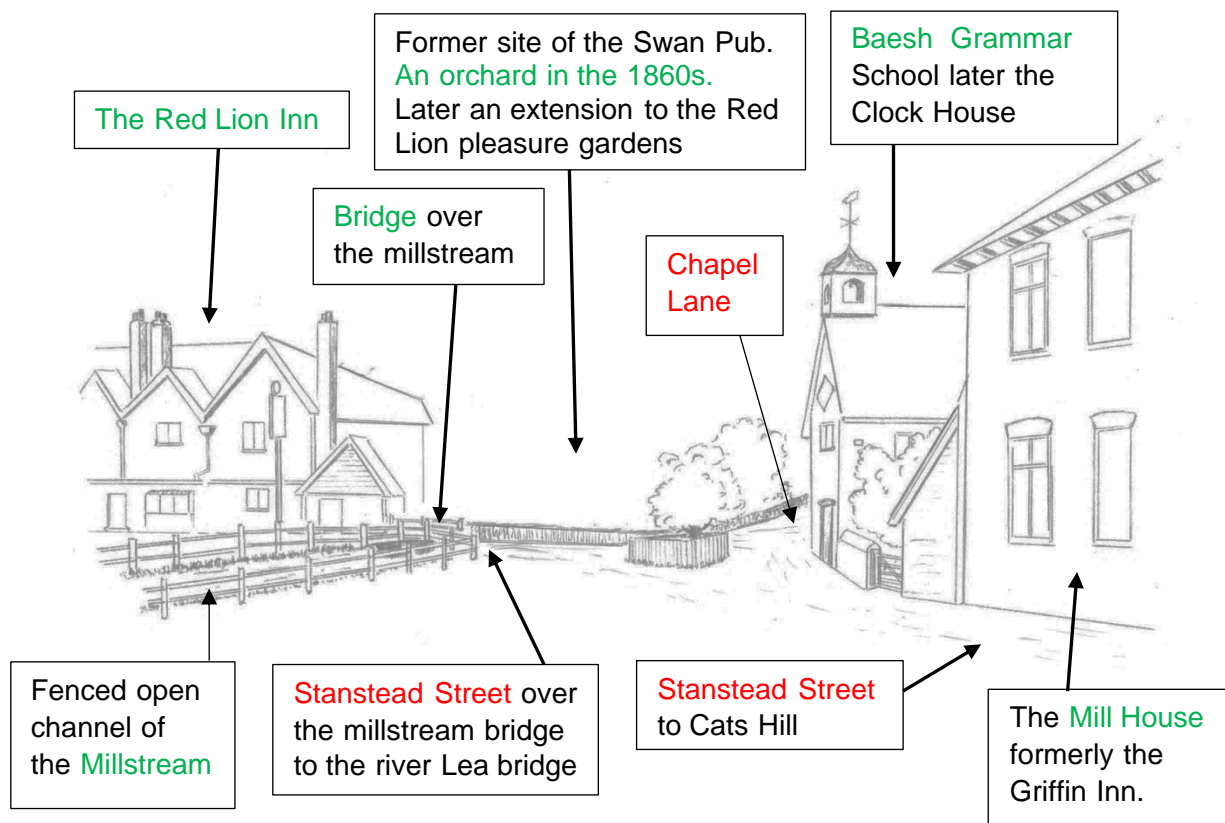 Former site of the Swan Pub.
An orchard in the 1860s.
Later an extension to the Red
Lion pleasure gardens
Baesh Grammar
School later the
Clock House
The Red Lion Inn
Bridge over
the millstream
Chapel
Lane
Fenced open
channel of
the Millstream
Stanstead Street over
the millstream bridge
to the river Lea bridge
Stanstead Street
to Cats Hill
The Mill House
formerly the
Griffin Inn.